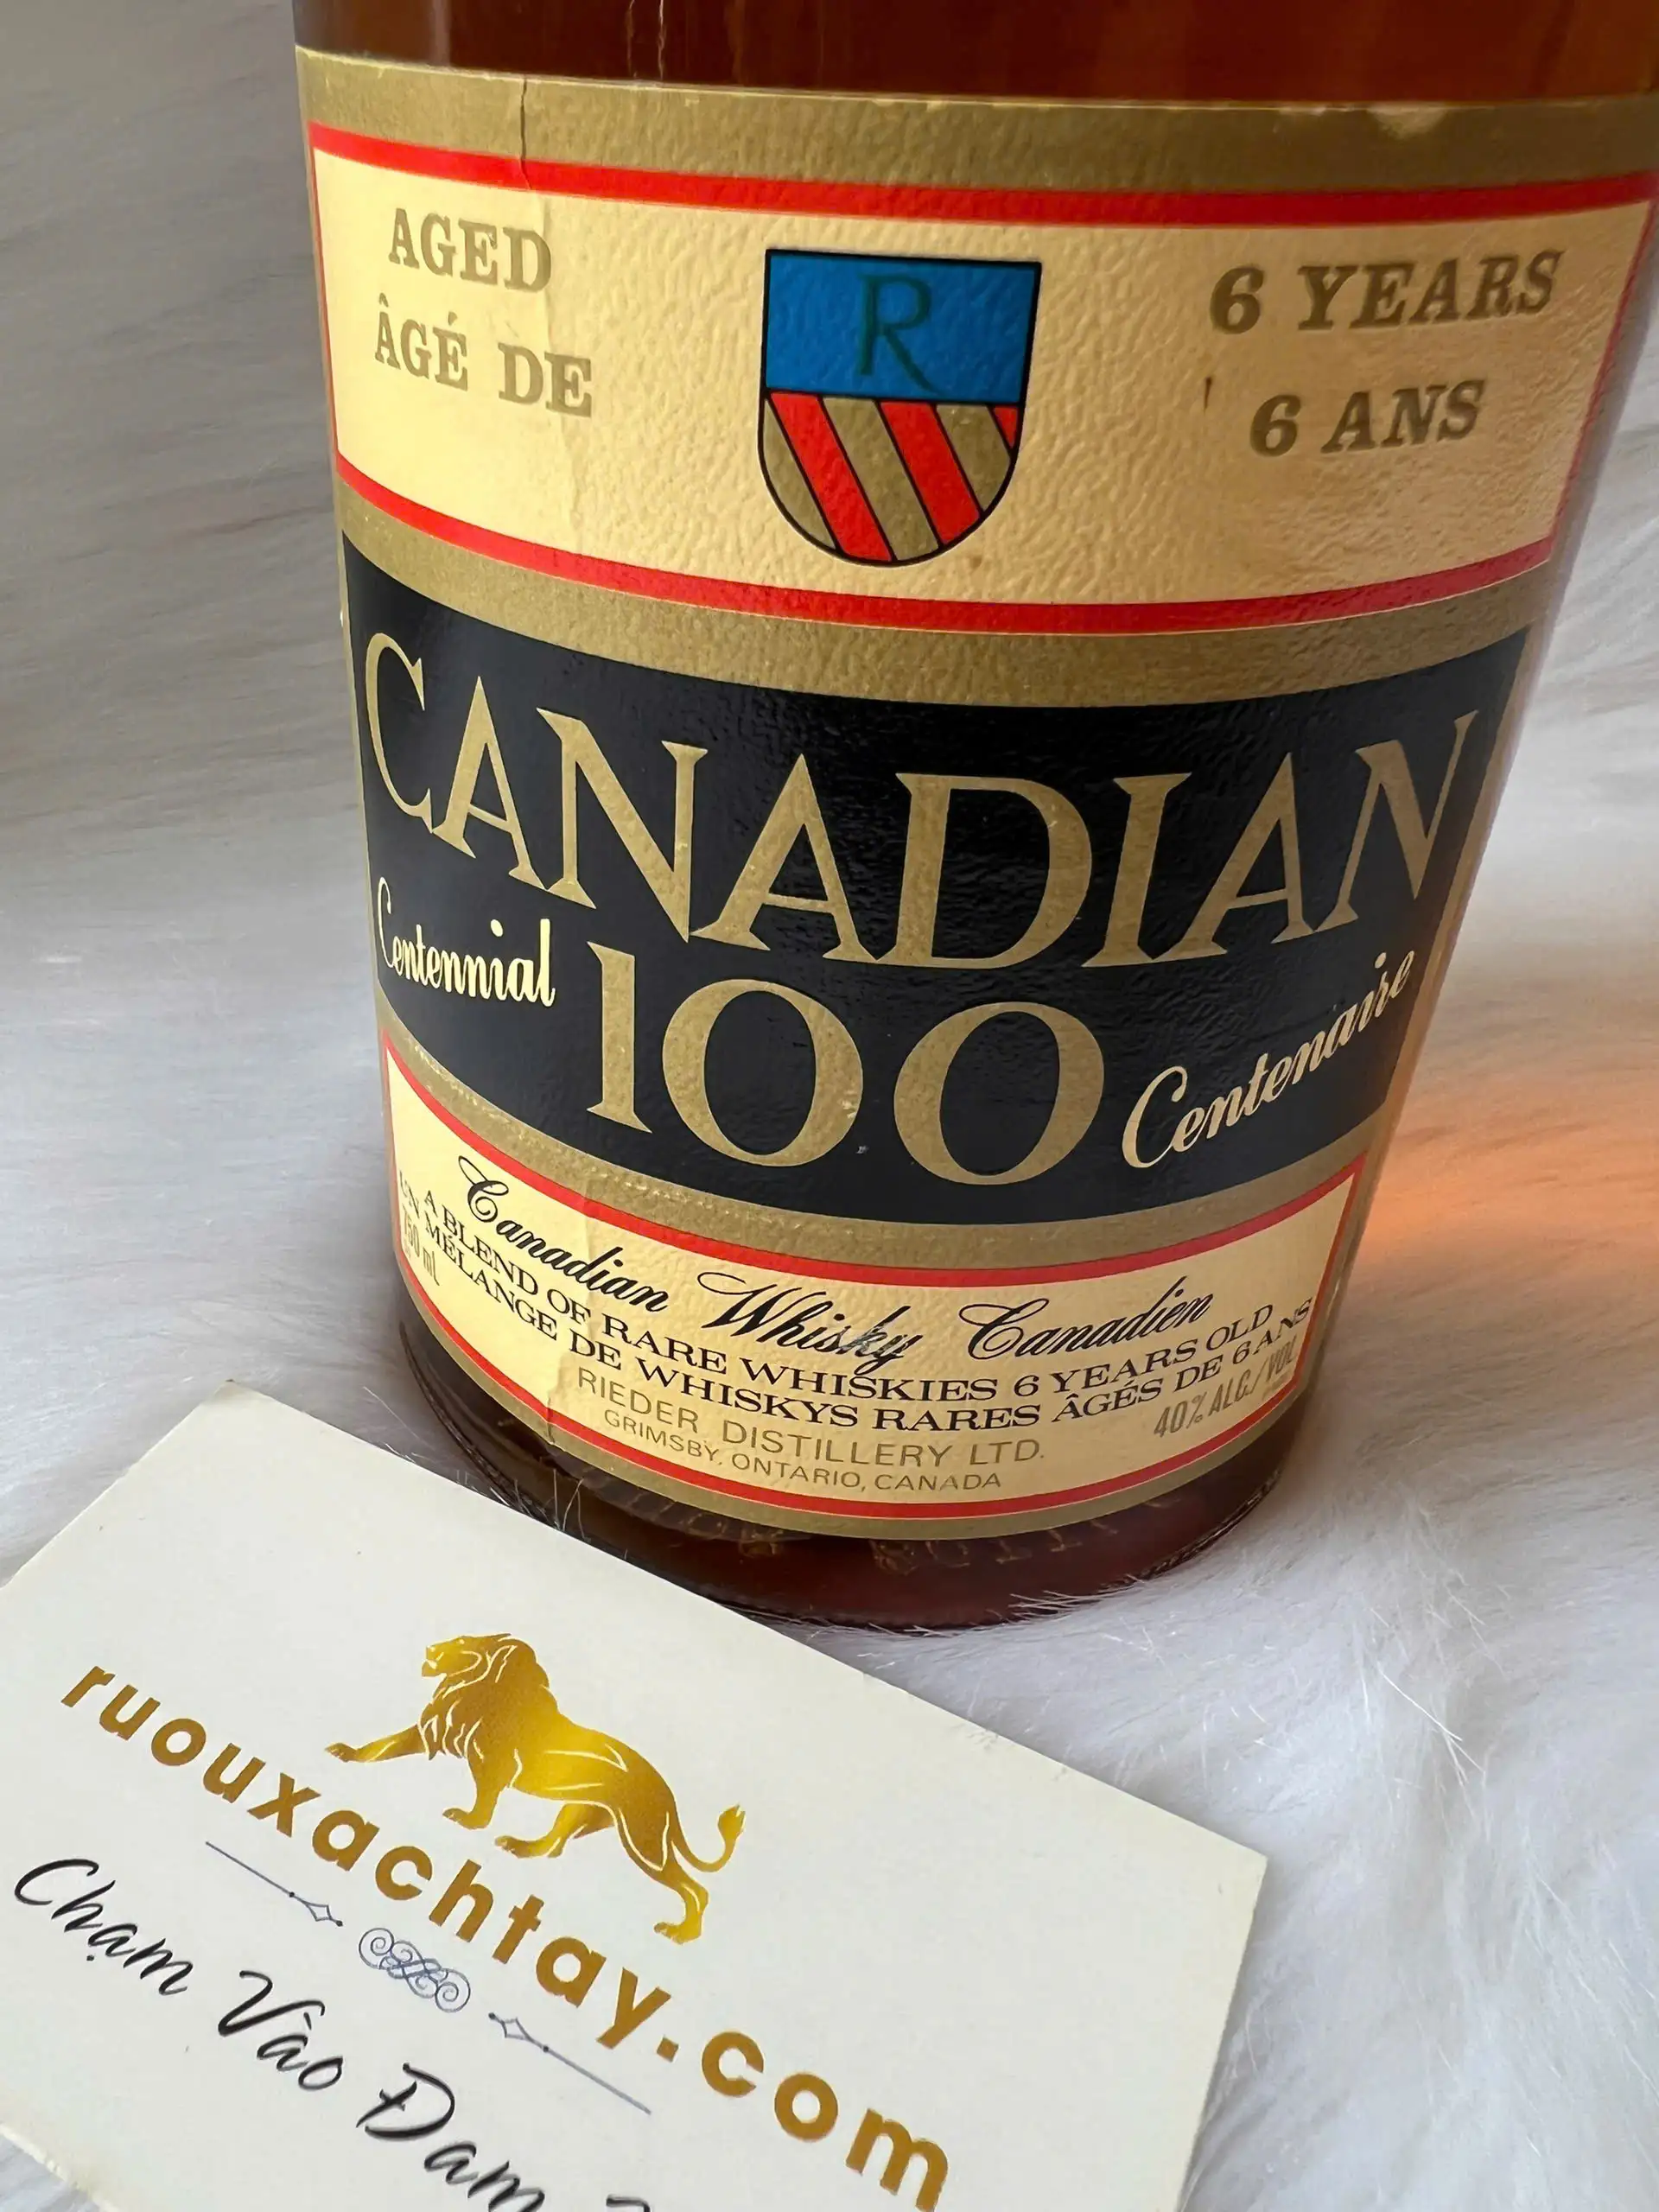 AGED
ÂGÉ DE
R
6 YEARS
6 ANS
CANADIAN
Centennial 100 Centenaire
Canadian Whisky Canadien
A BLEND OF RARE WHISKIES 6 YEARS OLD
UN MÉLANGE DE WHISKYS RARES ÂGÉS DE 6 ANS
750 ml
RIEDER DISTILLERY LTD.
GRIMSBY, ONTARIO, CANADA
40% ALC./VOL
ruouxachtay.com
Chạm Vào Đam